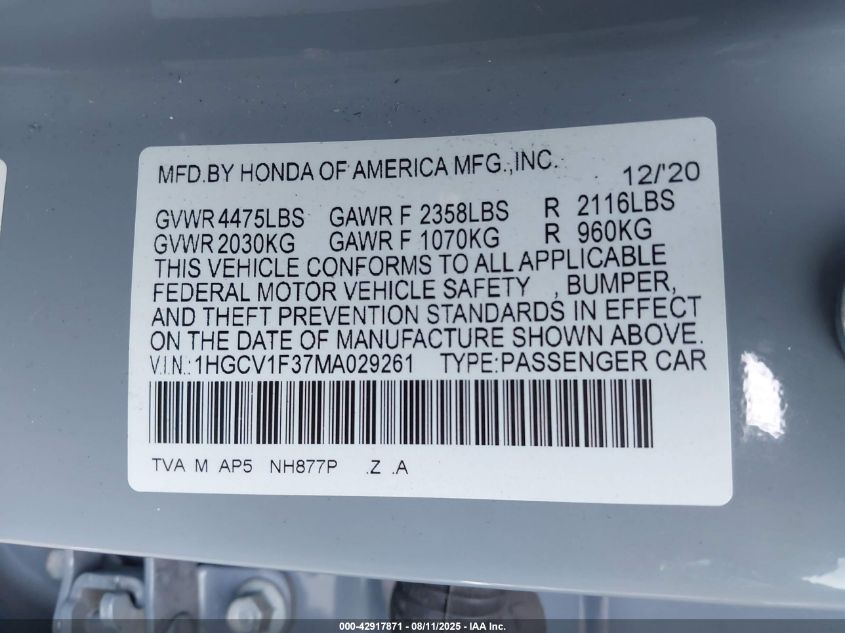 MFD.BY HONDA OF AMERICA MFG.,INC. 12/'20
GVWR 4475LBS GAWR F 2358LBS R 2116LBS
GVWR 2030KG GAWR F 1070KG R 960KG
THIS VEHICLE CONFORMS TO ALL APPLICABLE
FEDERAL MOTOR VEHICLE SAFETY , BUMPER,
AND THEFT PREVENTION STANDARDS IN EFFECT
ON THE DATE OF MANUFACTURE SHOWN ABOVE.
V.I.N.: 1HGCV1F37MA029261 TYPE:PASSENGER CAR
TVA M AP5 NH877P .Z .A
000-42917871 - 08/11/2025 - IAA Inc.